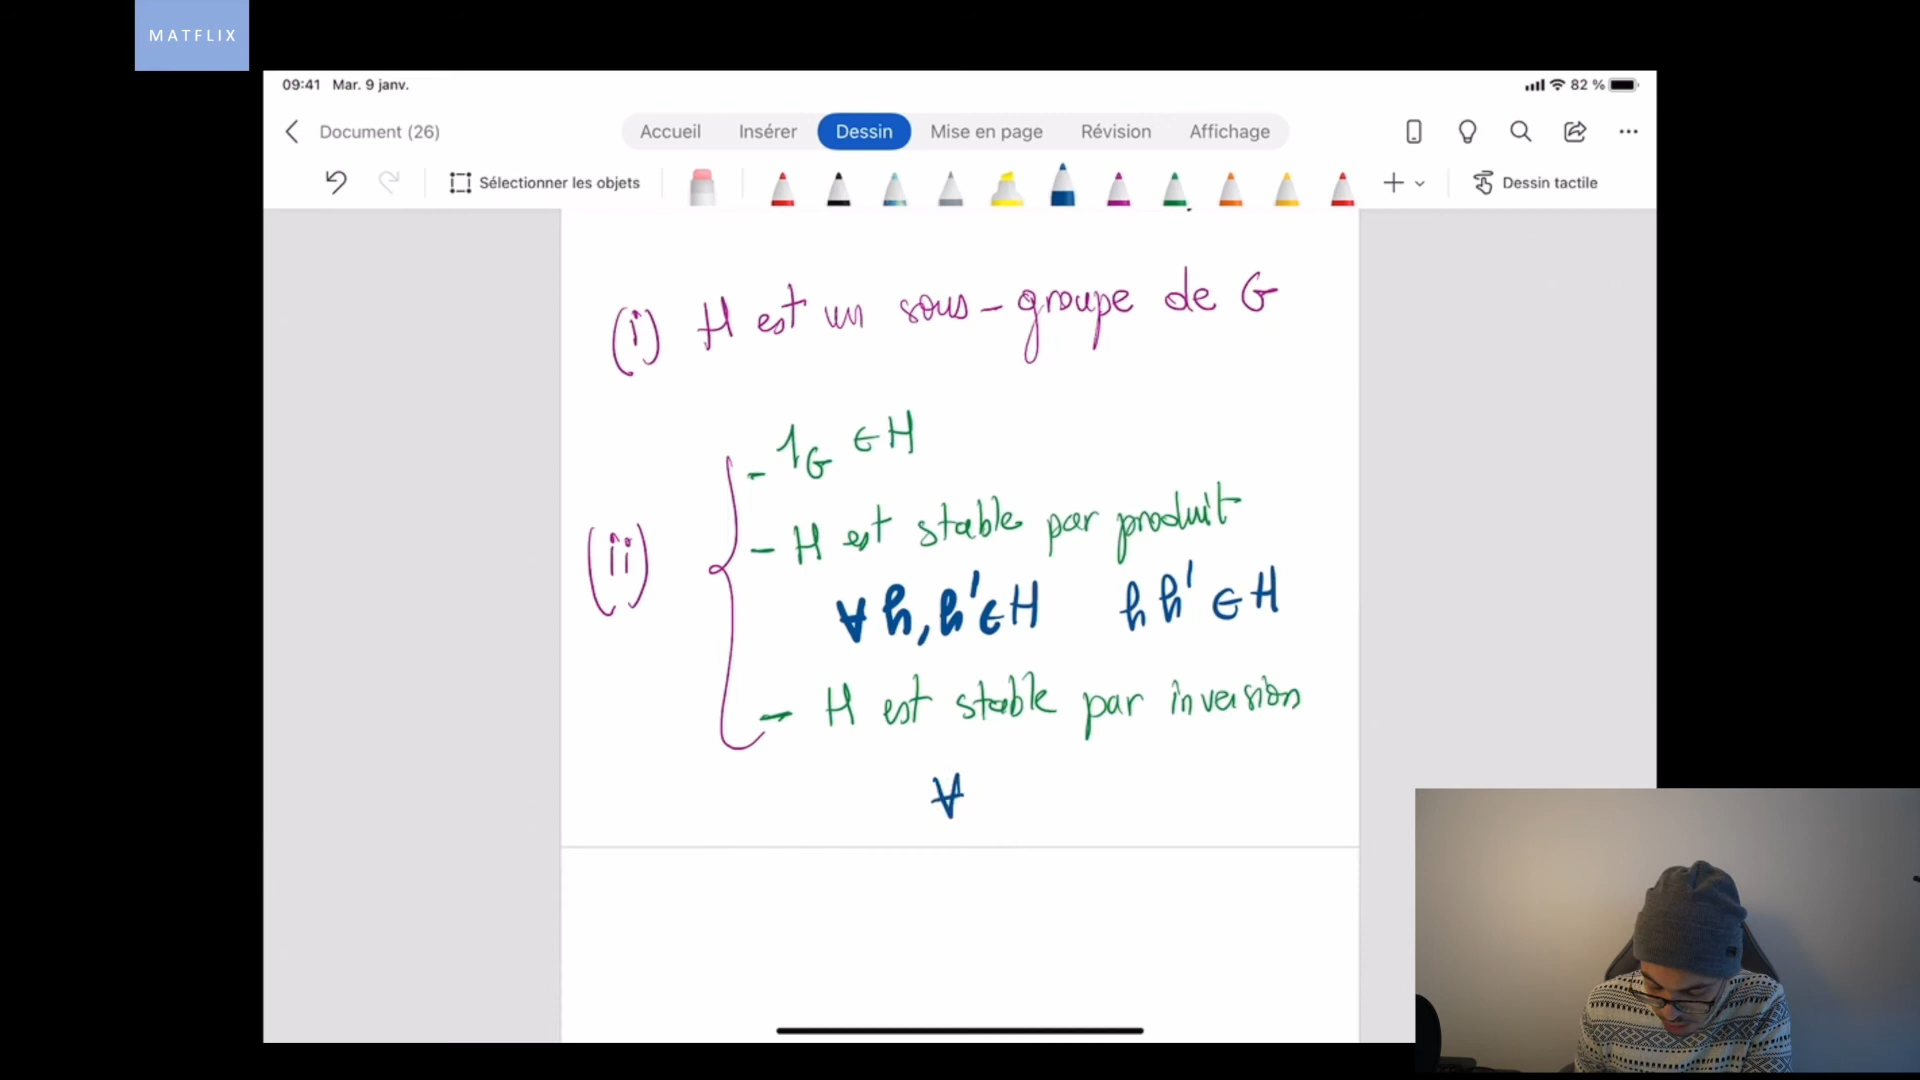 MATFLIX
09:41 Mar. 9 janv.
82 %
Document (26)
Accueil Insérer Dessin Mise en page Révision Affichage
Sélectionner les objets
Dessin tactile
(i) H est un sous-groupe de G
- 1_G ∈ H
- H est stable par produit
(ii)
∀ h, h' ∈ H h h' ∈ H
- H est stable par inversion
∀